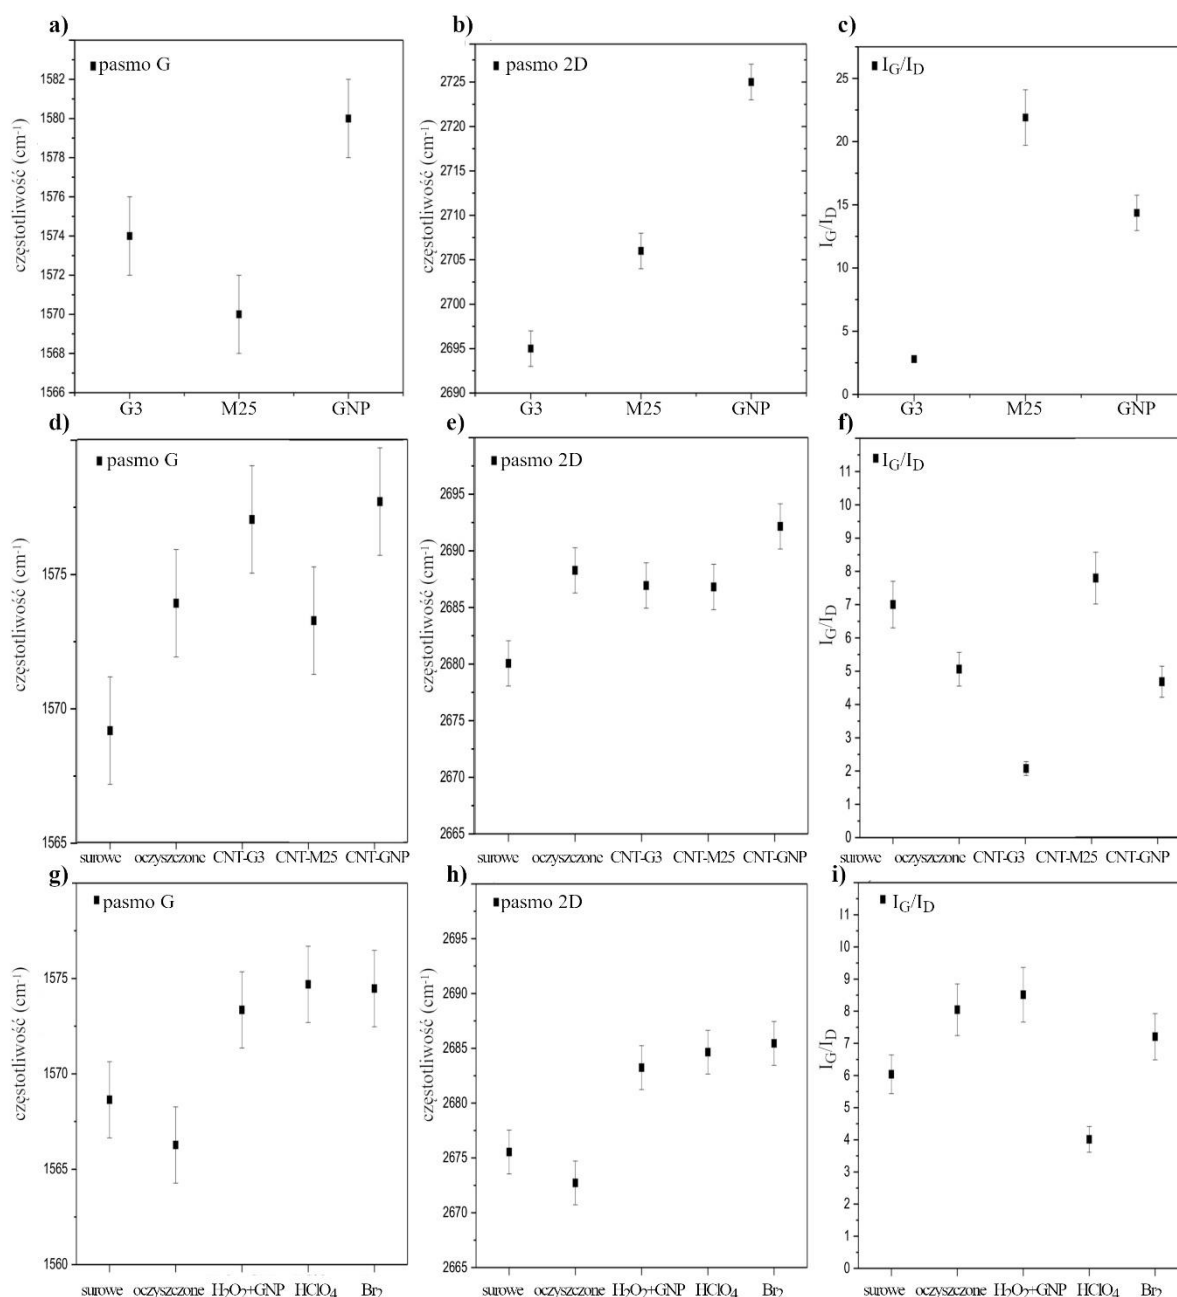 a)
pasmo G
częstotliwość (cm⁻¹)
1582
1580
1578
1576
1574
1572
1570
1568
1566
G3 M25 GNP
b)
pasmo 2D
częstotliwość (cm⁻¹)
2725
2720
2715
2710
2705
2700
2695
2690
G3 M25 GNP
c)
I_G/I_D
I_G/I_D
25
20
15
10
5
0
G3 M25 GNP
d)
pasmo G
częstotliwość (cm⁻¹)
1575
1570
1565
surowe oczyszczone CNT-G3 CNT-M25 CNT-GNP
e)
pasmo 2D
częstotliwość (cm⁻¹)
2695
2690
2685
2680
2675
2670
2665
surowe oczyszczone CNT-G3 CNT-M25 CNT-GNP
f)
I_G/I_D
I_G/I_D
11
10
9
8
7
6
5
4
3
2
1
0
surowe oczyszczone CNT-G3 CNT-M25 CNT-GNP
g)
pasmo G
częstotliwość (cm⁻¹)
1575
1570
1565
1560
surowe oczyszczone H₂O₂+GNP HClO₄ Br₂
h)
pasmo 2D
częstotliwość (cm⁻¹)
2695
2690
2685
2680
2675
2670
2665
surowe oczyszczone H₂O₂+GNP HClO₄ Br₂
i)
I_G/I_D
I_G/I_D
12
11
10
9
8
7
6
5
4
3
2
1
0
surowe oczyszczone H₂O₂+GNP HClO₄ Br₂